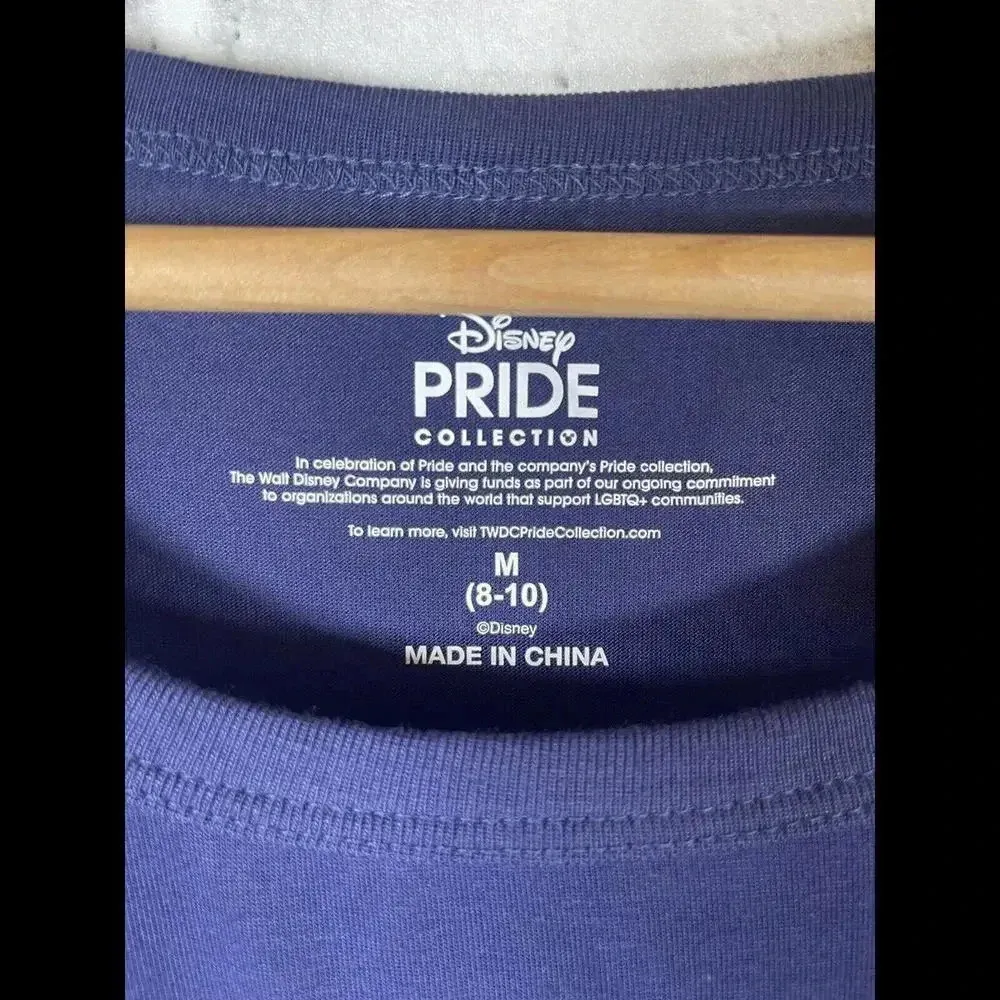 Disney
PRIDE
COLLECTION
In celebration of Pride and the company's Pride collection,
The Walt Disney Company is giving funds as part of our ongoing commitment
to organizations around the world that support LGBTQ+ communities.
To learn more, visit TWDCPrideCollection.com
M
(8-10)
©Disney
MADE IN CHINA